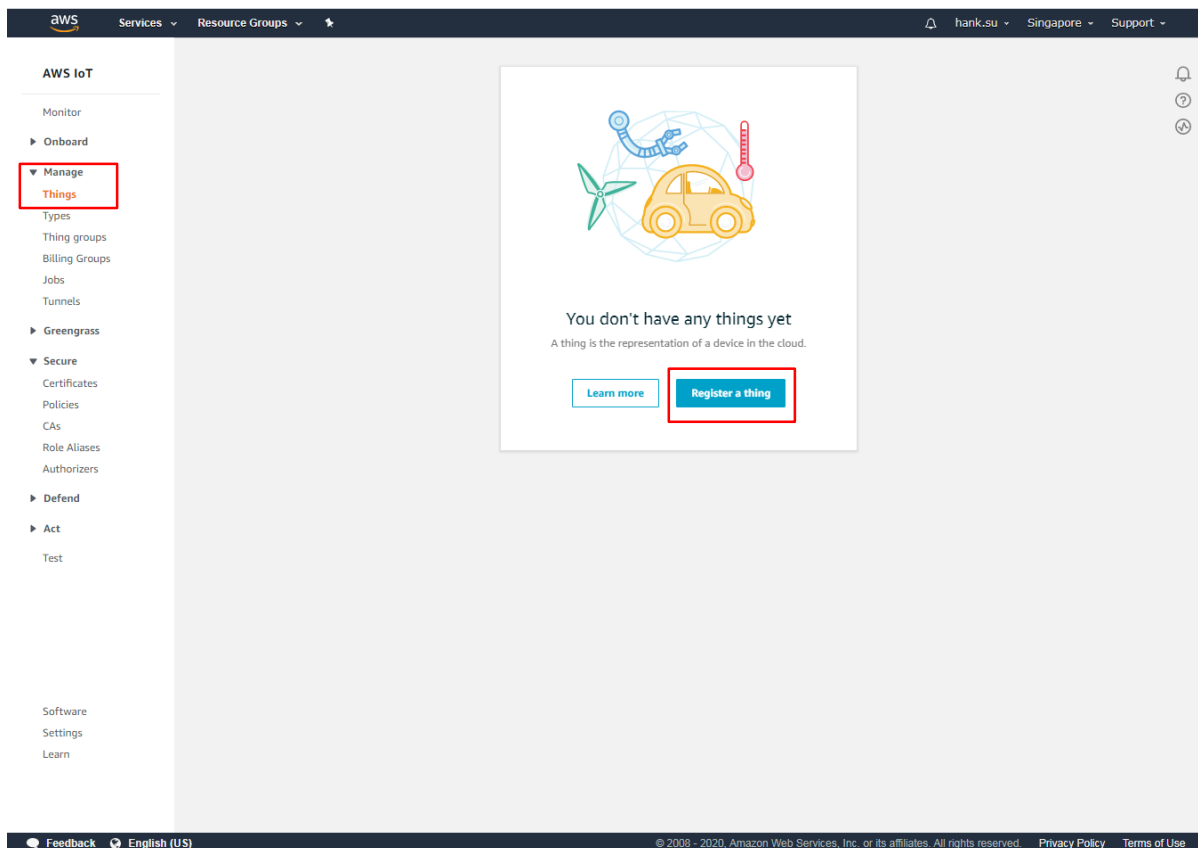 aws Services Resource Groups hank.su Singapore Support
AWS IoT
Monitor
Onboard
Manage
Things
Types
Thing groups
Billing Groups
Jobs
Tunnels
Greengrass
Secure
Certificates
Policies
CAs
Role Aliases
Authorizers
Defend
Act
Test
Software
Settings
Learn
You don't have any things yet
A thing is the representation of a device in the cloud.
Learn more Register a thing
Feedback English (US) © 2008 - 2020, Amazon Web Services, Inc. or its affiliates. All rights reserved. Privacy Policy Terms of Use